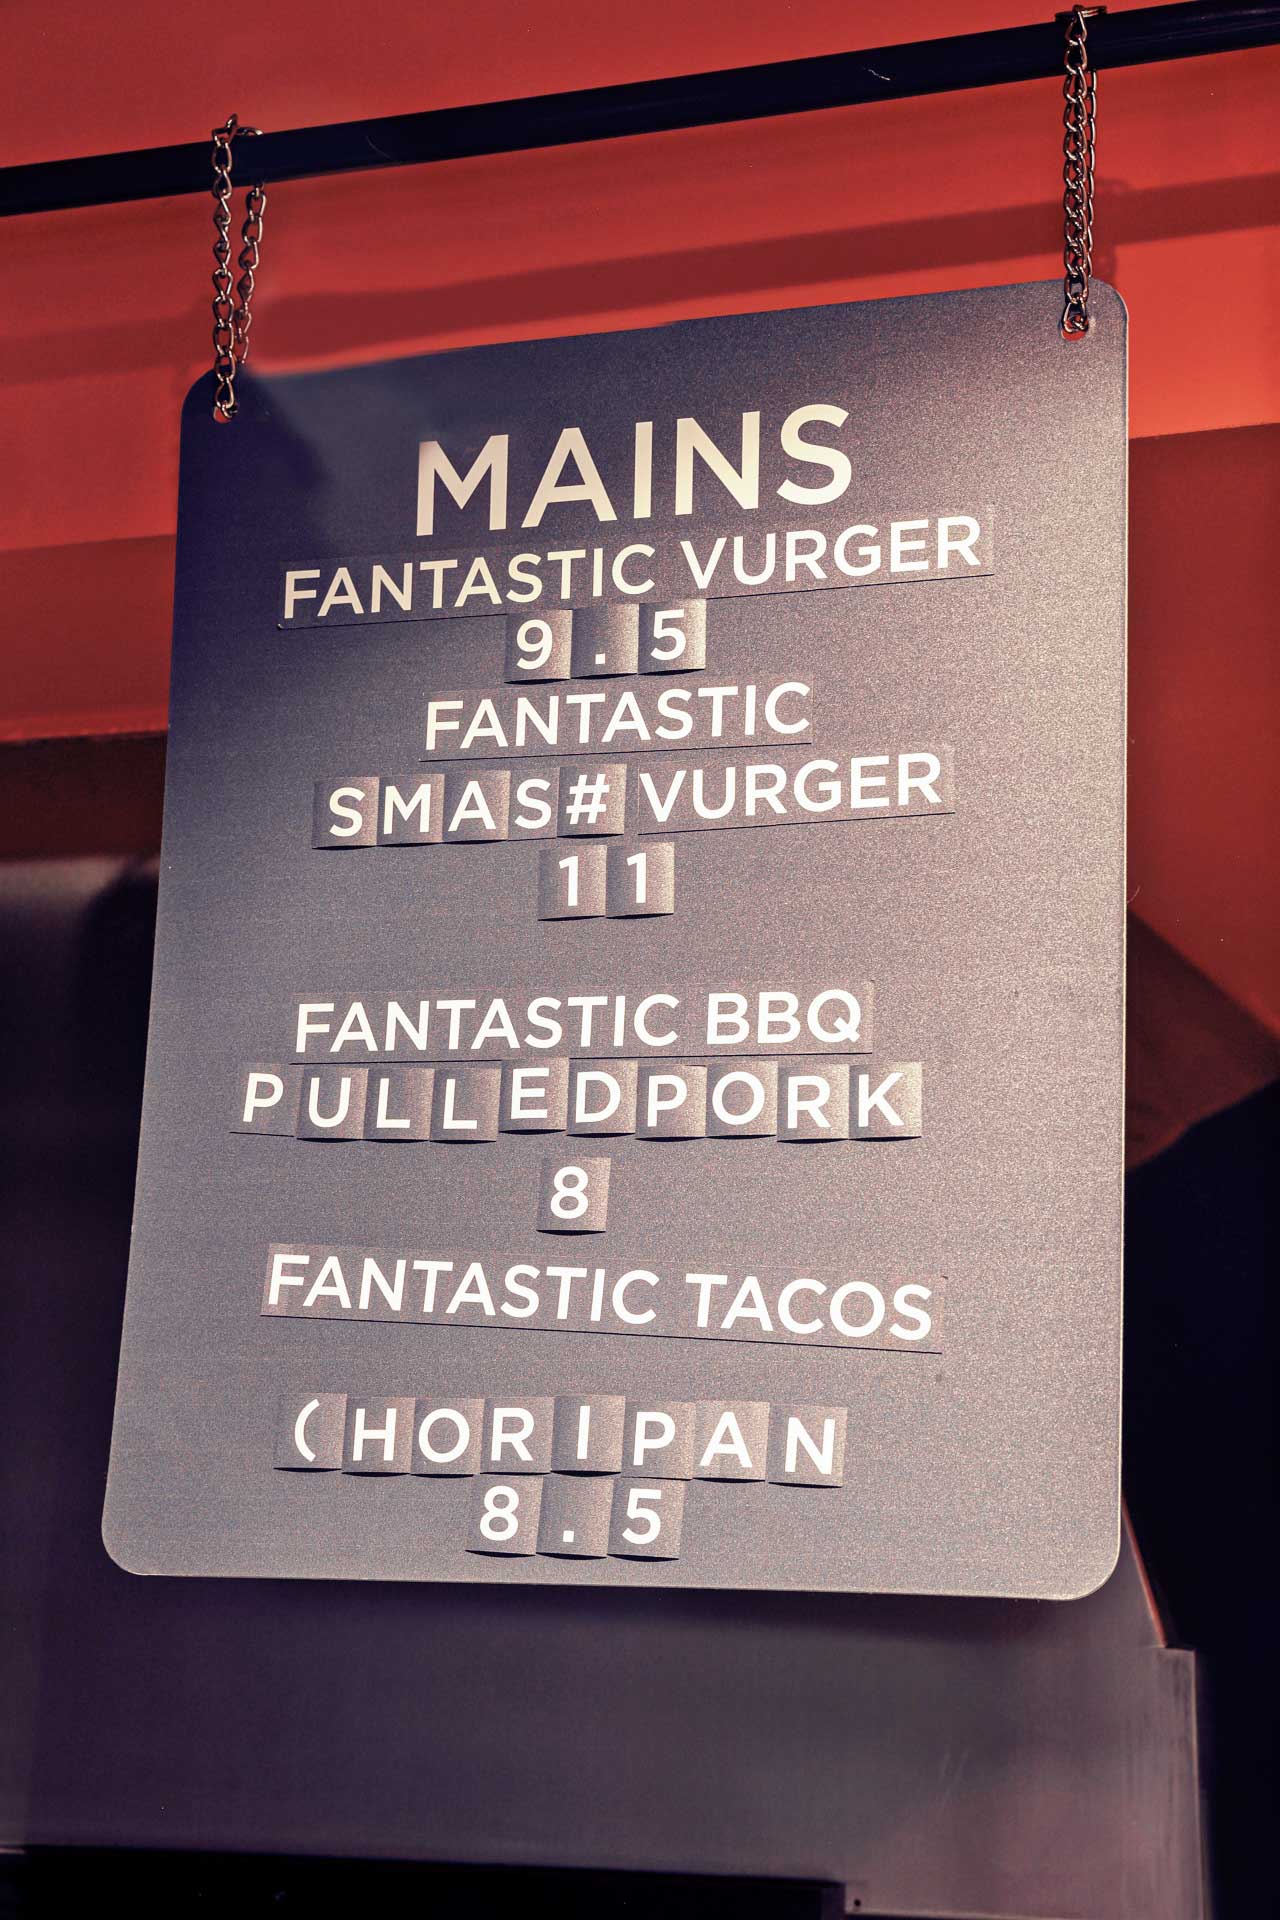 MAINS
FANTASTIC VURGER
9.5
FANTASTIC
SMAS# VURGER
11
FANTASTIC BBQ
PULLEDPORK
8
FANTASTIC TACOS
(HORIPAN
8.5